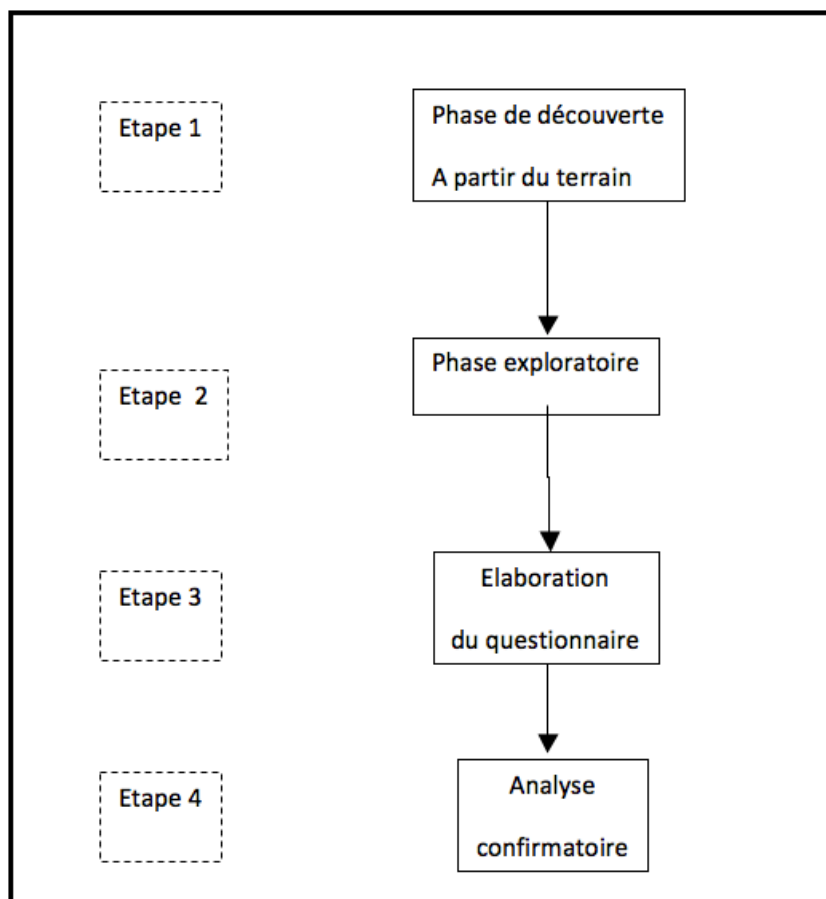 Etape 1
Phase de découverte
A partir du terrain
Etape 2
Phase exploratoire
Etape 3
Elaboration
du questionnaire
Etape 4
Analyse
confirmatoire